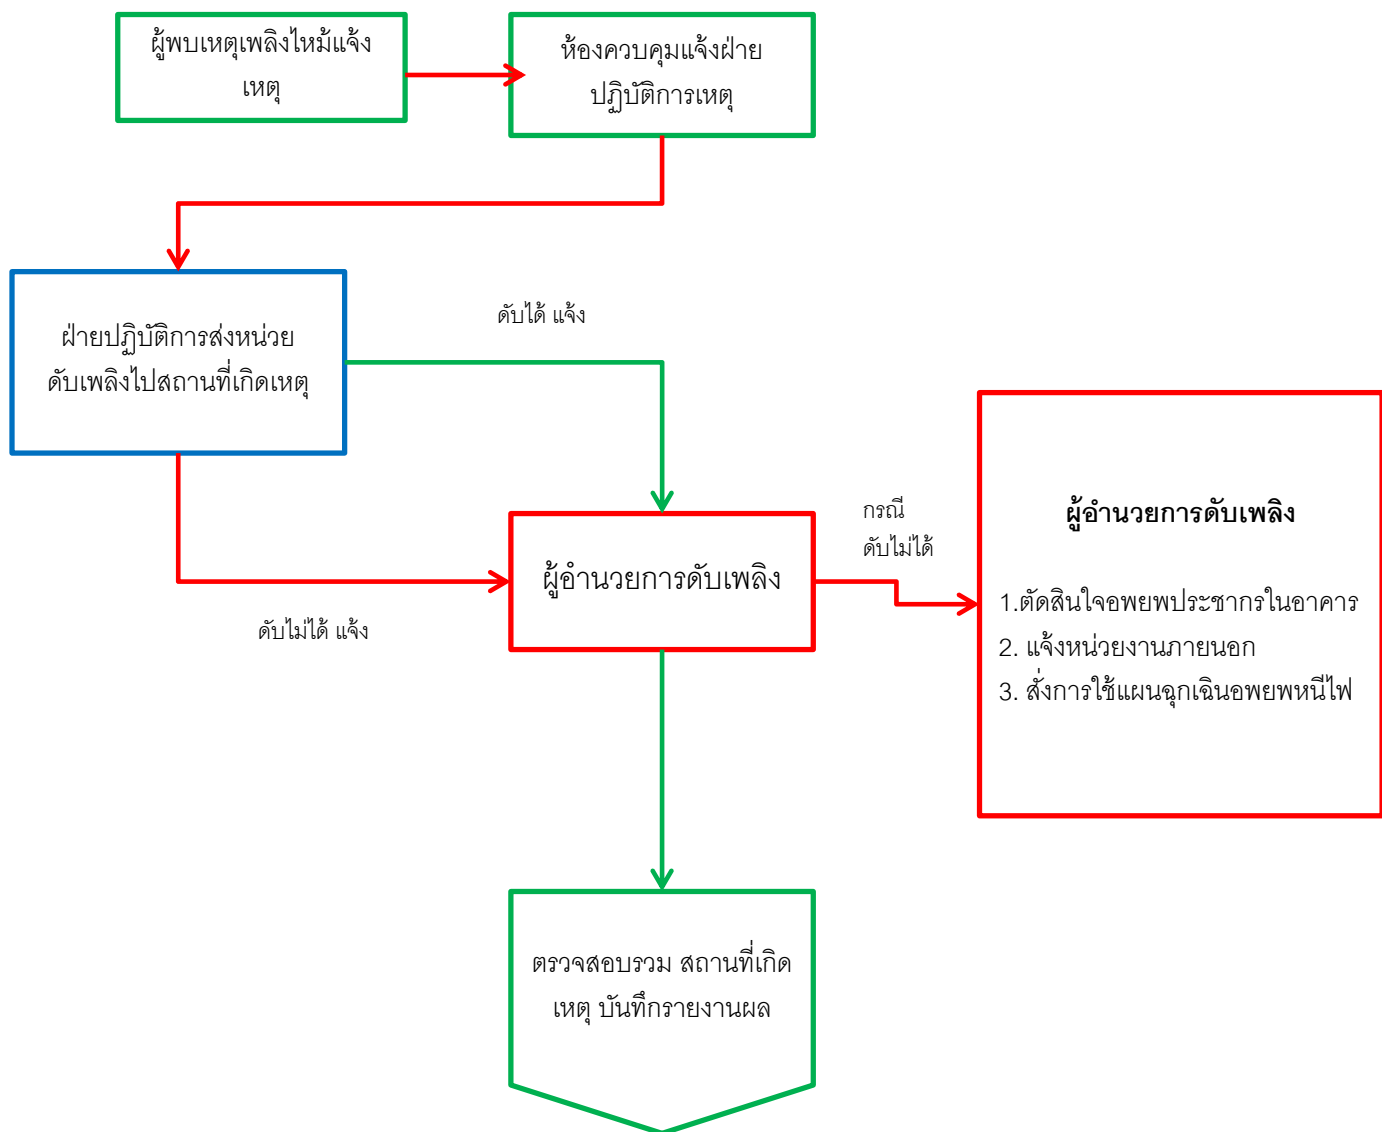 ผู้พบเหตุเพลิงไหม้แจ้ง
เหตุ
ห้องควบคุมแจ้งฝ่าย
ปฏิบัติการเหตุ
ฝ่ายปฏิบัติการส่งหน่วย
ดับเพลิงไปสถานที่เกิดเหตุ
ดับได้ แจ้ง
ดับไม่ได้ แจ้ง
ผู้อำนวยการดับเพลิง
กรณี
ดับไม่ได้
ผู้อำนวยการดับเพลิง
1.ตัดสินใจอพยพประชากรในอาคาร
2. แจ้งหน่วยงานภายนอก
3. สั่งการใช้แผนฉุกเฉินอพยพหนีไฟ
ตรวจสอบรวม สถานที่เกิด
เหตุ บันทึกรายงานผล